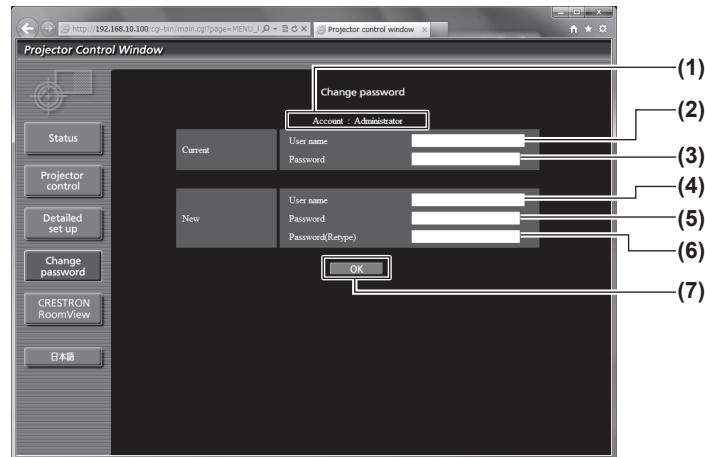 http://192.168.10.100/cgi-bin/main.cgi?page=MENU_I
Projector control window
Projector Control Window
(1)
Change password
Account : Administrator
(2)
Status
Current
User name
Password
(3)
Projector
control
(4)
New
User name
Password
(5)
Password(Retype)
(6)
Detailed
set up
Change
password
OK
(7)
CRESTRON
RoomView
日本語